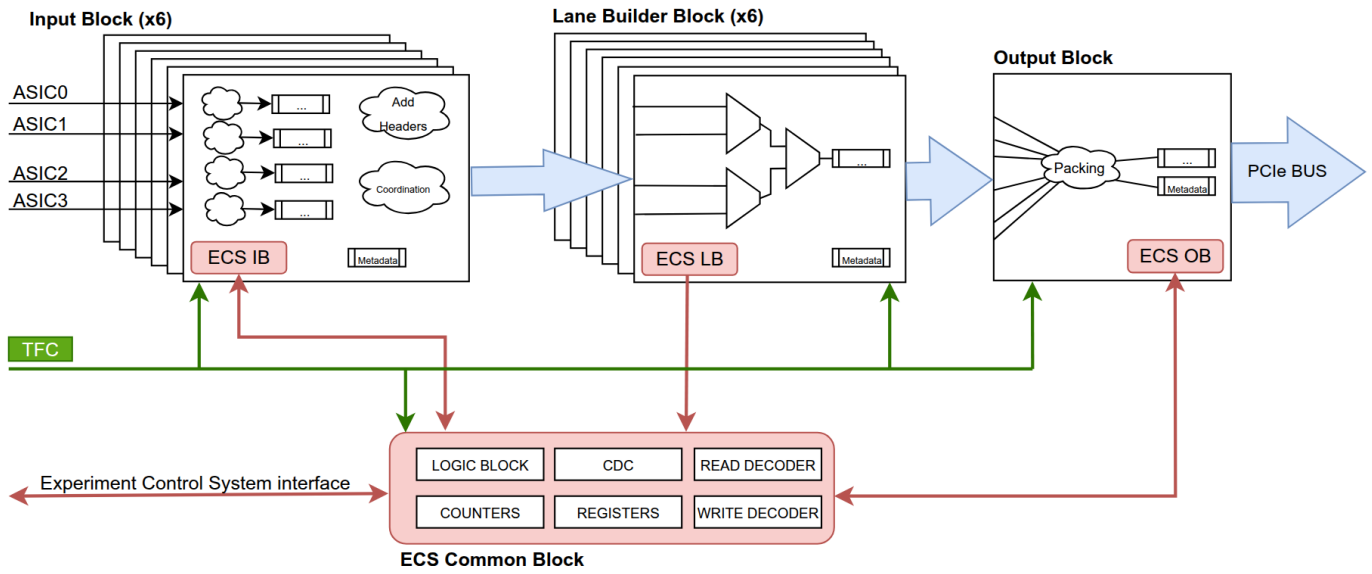 Input Block (x6)
Lane Builder Block (x6)
Output Block
ASIC0
ASIC1
ASIC2
ASIC3
...
...
...
...
Add
Headers
Coordination
ECS IB
Metadata
...
ECS LB
Metadata
Packing
...
Metadata
ECS OB
PCIe BUS
TFC
Experiment Control System interface
LOGIC BLOCK
CDC
READ DECODER
COUNTERS
REGISTERS
WRITE DECODER
ECS Common Block